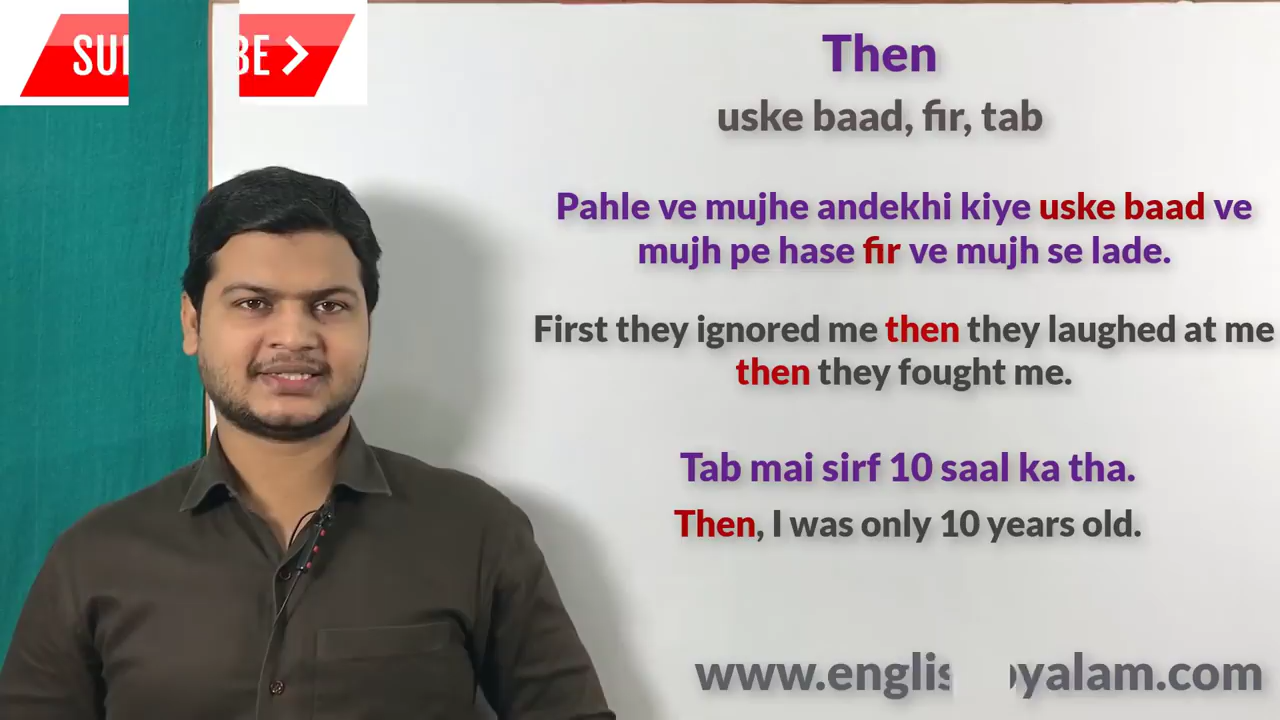 Then
uske baad, fir, tab
Pahle ve mujhe andekhi kiye uske baad ve
mujh pe hase fir ve mujh se lade.
First they ignored me then they laughed at me
then they fought me.
Tab mai sirf 10 saal ka tha.
Then, I was only 10 years old.